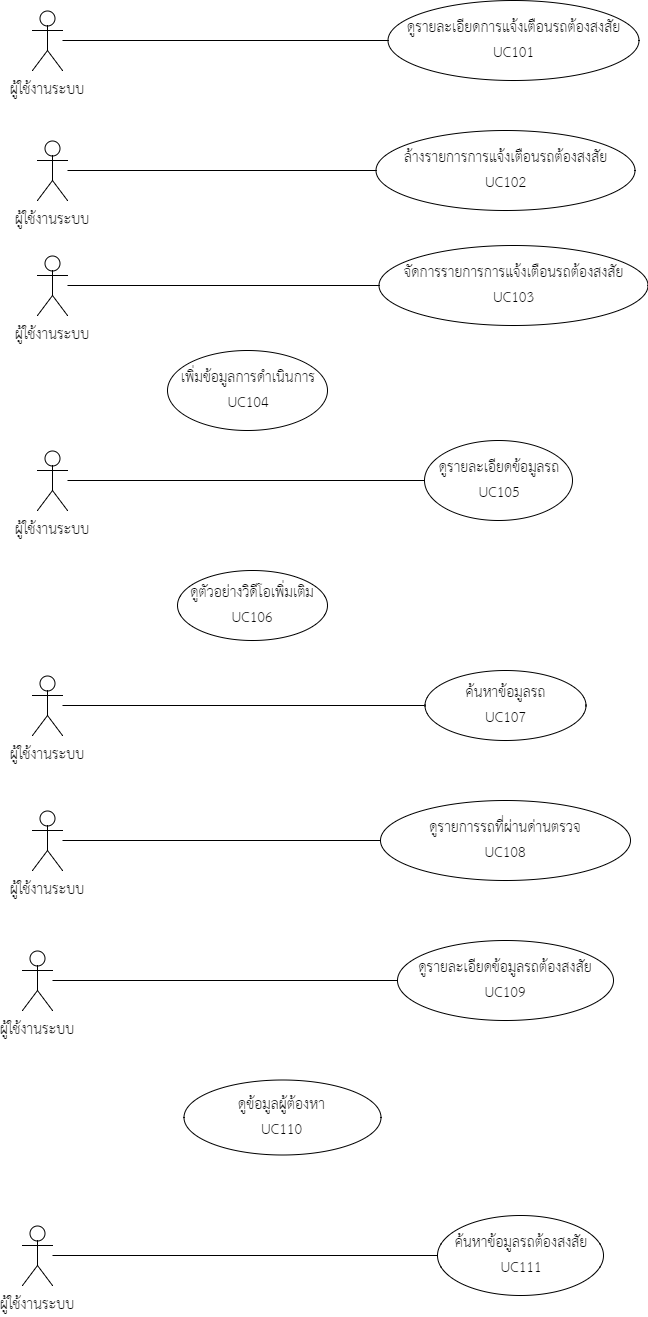 ดูรายละเอียดการแจ้งเตือนรถต้องสงสัย
UC101
ผู้ใช้งานระบบ
ล้างรายการการแจ้งเตือนรถต้องสงสัย
UC102
ผู้ใช้งานระบบ
จัดการรายการการแจ้งเตือนรถต้องสงสัย
UC103
ผู้ใช้งานระบบ
เพิ่มข้อมูลการดำเนินการ
UC104
ดูรายละเอียดข้อมูลรถ
UC105
ผู้ใช้งานระบบ
ดูตัวอย่างวิดีโอเพิ่มเติม
UC106
ค้นหาข้อมูลรถ
UC107
ผู้ใช้งานระบบ
ดูรายการรถที่ผ่านด่านตรวจ
UC108
ผู้ใช้งานระบบ
ดูรายละเอียดข้อมูลรถต้องสงสัย
UC109
ผู้ใช้งานระบบ
ดูข้อมูลผู้ต้องหา
UC110
ค้นหาข้อมูลรถต้องสงสัย
UC111
ผู้ใช้งานระบบ